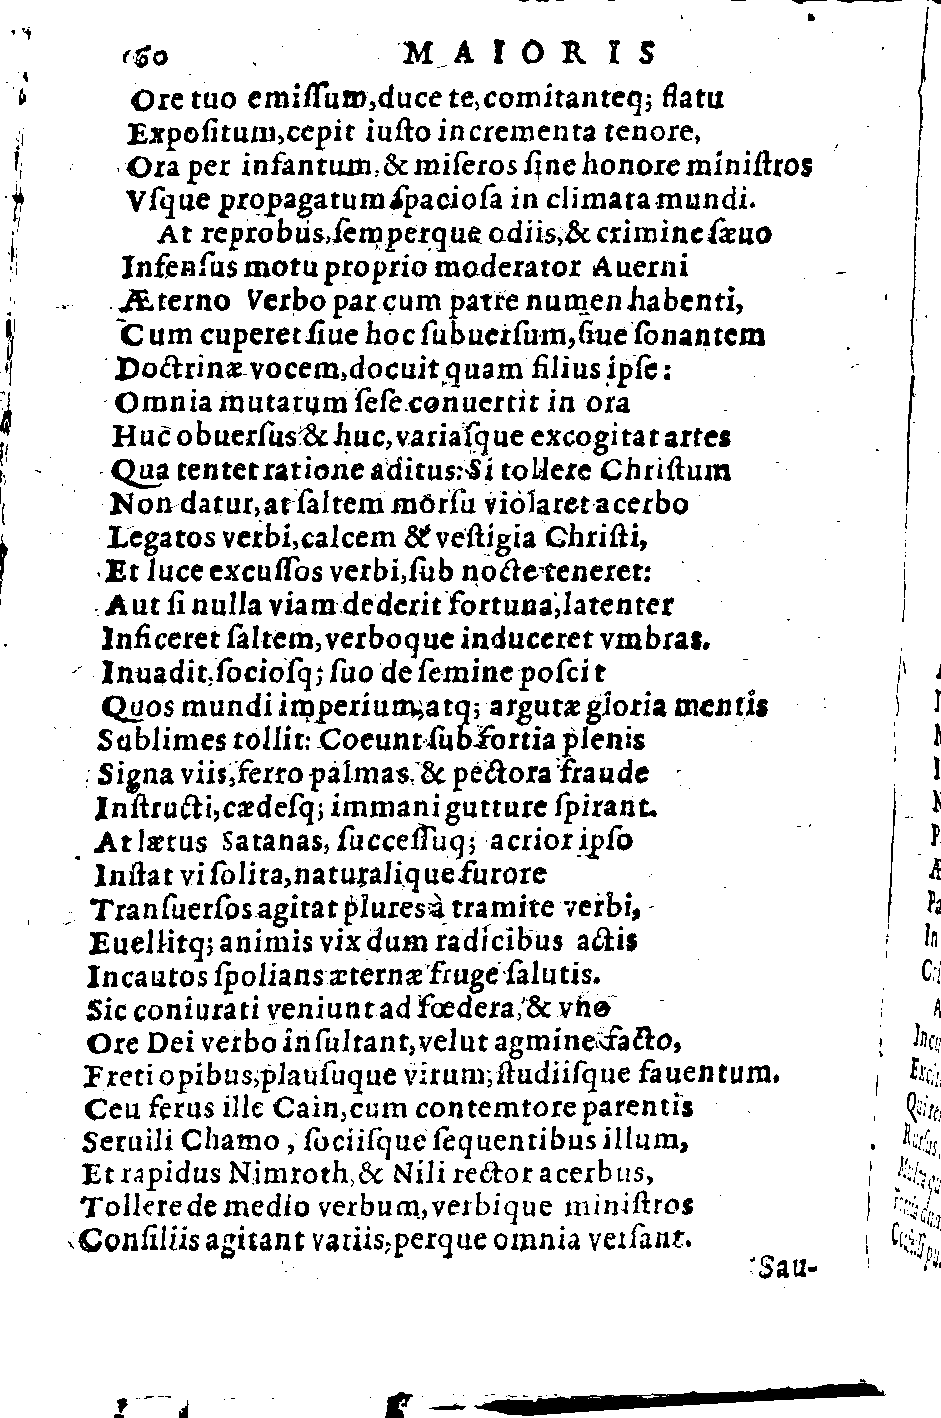 160 MAIORIS
Ore tuo emiſſum, duce te, comitanteq; flatu
Expoſitum, cepit iuſto incrementa tenore,
Ora per infantum, & miſeros ſine honore miniſtros
Vſque propagatum ſpacioſa in climata mundi.
At reprobus, ſemperque odiis, & crimine ſæuo
Infenſus motu proprio moderator Auerni
Æterno Verbo par cum patre numen habenti,
Cum cuperet ſiue hoc ſubuerſum, ſiue ſonantem
Doctrinæ vocem, docuit quam filius ipſe:
Omnia mutatum ſeſe conuertit in ora
Huc obuerſus & huc, variaſque excogitat artes
Qua tentet ratione aditus: Si tollere Chriſtum
Non datur, at ſaltem morſu violaret acerbo
Legatos verbi, calcem & veſtigia Chriſti,
Et luce excuſſos verbi, ſub nocte teneret:
Aut ſi nulla viam dederit fortuna, latenter
Inficeret ſaltem, verboque induceret vmbras.
Inuadit, ſocioſq; ſuo de ſemine poſcit
Quos mundi imperium, atq; argutæ gloria mentis
Sublimes tollit: Coeunt ſub fortia plenis
Signa viis, ferro palmas, & pectora fraude
Inſtructi, cædeſq; immani gutture ſpirant.
At lætus Satanas, ſucceſſuq; acrior ipſo
Inſtat vi ſolita, naturalique furore
Tranſuerſos agitat plures à tramite verbi,
Euellitq; animis vix dum radicibus actis
Incautos ſpolians æternæ fruge ſalutis.
Sic coniurati veniunt ad fœdera, & vno
Ore Dei verbo inſultant, velut agmine facto,
Freti opibus, plauſuque virum, ſtudiiſque fauentum.
Ceu ferus ille Cain, cum contemtore parentis
Seruili Chamo, ſociiſque ſequentibus illum,
Et rapidus Nimroth, & Nili rector acerbus,
Tollere de medio verbum, verbique miniſtros
Conſiliis agitant variis, perque omnia verſant.
Sau-